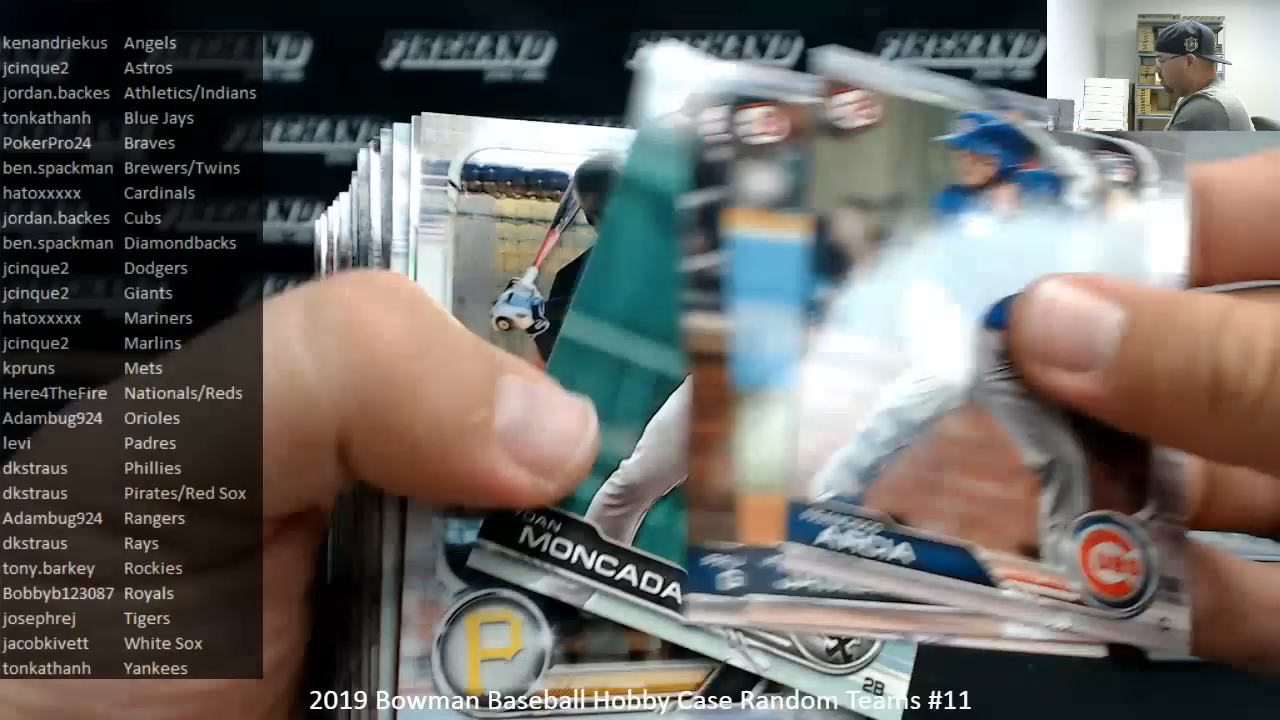 kenandriekus Angels
jcinque2 Astros
jordan.backes Athletics/Indians
tonkathanh Blue Jays
PokerPro24 Braves
ben.spackman Brewers/Twins
hatoxxxxx Cardinals
jordan.backes Cubs
ben.spackman Diamondbacks
jcinque2 Dodgers
jcinque2 Giants
hatoxxxxx Mariners
jcinque2 Marlins
kpruns Mets
Here4TheFire Nationals/Reds
Adambug924 Orioles
levi Padres
dkstraus Phillies
dkstraus Pirates/Red Sox
Adambug924 Rangers
dkstraus Rays
tony.barkey Rockies
Bobbyb123087 Royals
josephrej Tigers
jacobkivett White Sox
tonkathanh Yankees
MONCADA
2B
P
2019 Bowman Baseball Hobby Case Random Teams #11